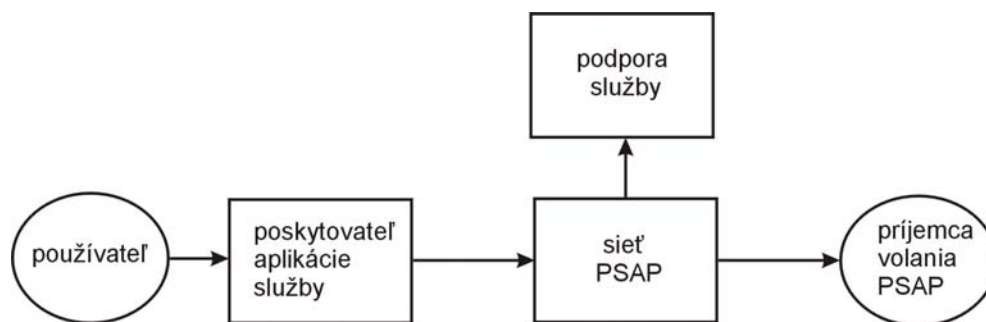 podpora
služby
používateľ
poskytovateľ
aplikácie
služby
sieť
PSAP
príjemca
volania
PSAP